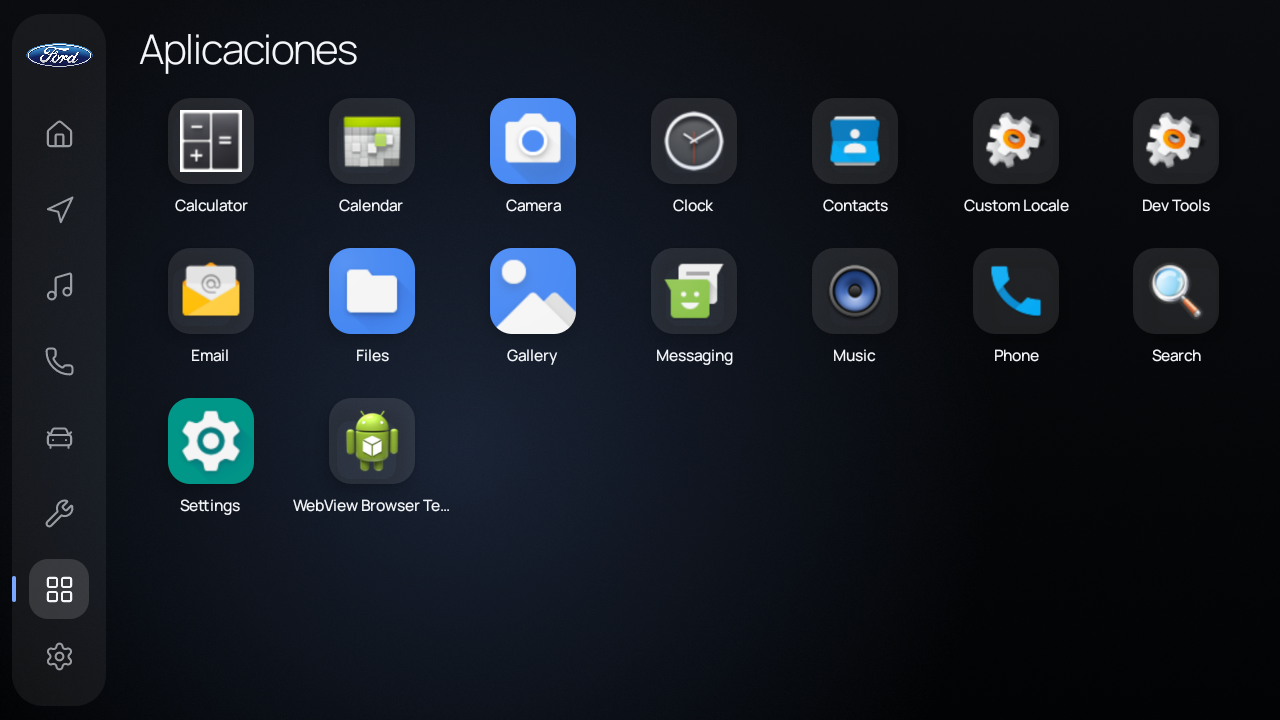 Ford
Aplicaciones
Calculator
Calendar
Camera
Clock
Contacts
Custom Locale
Dev Tools
Email
Files
Gallery
Messaging
Music
Phone
Search
Settings
WebView Browser Te...